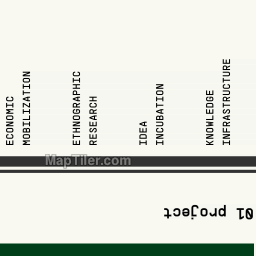 ECONOMIC
MOBILIZATION
ETHNOGRAPHIC
RESEARCH
IDEA
INCUBATION
KNOWLEDGE
INFRASTRUCTURE
MapTiler.com
01 project